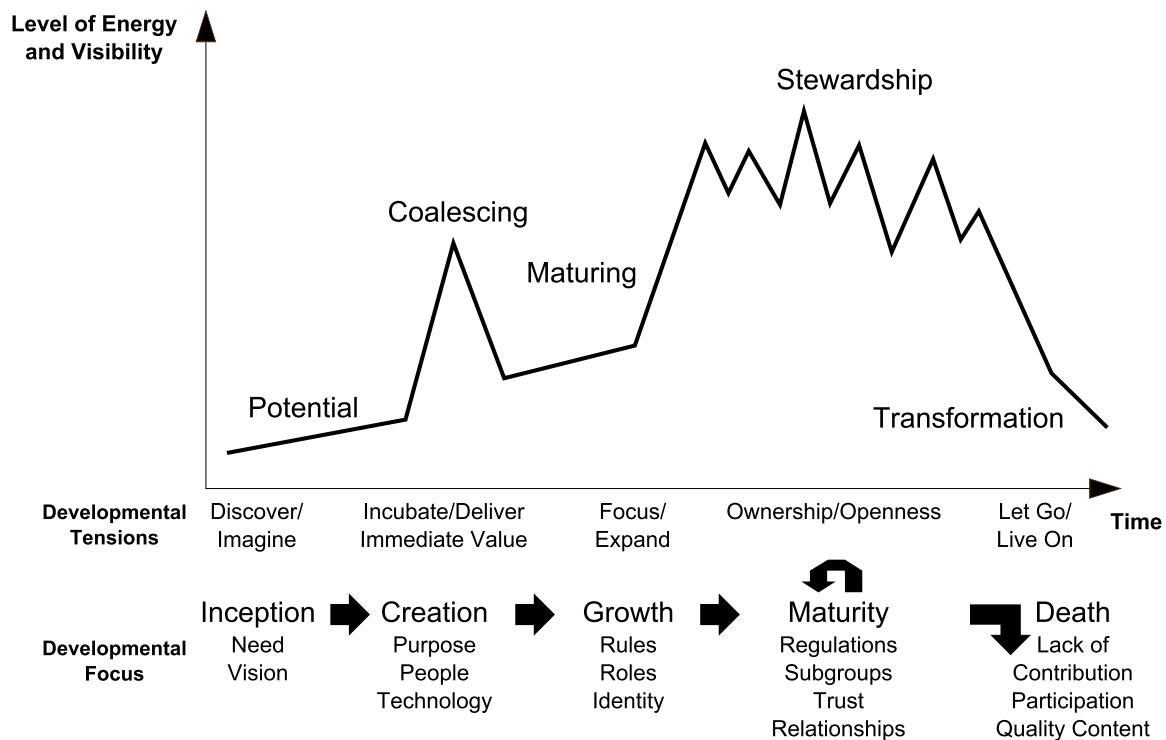 Level of Energy
and Visibility
Stewardship
Coalescing
Maturing
Potential
Transformation
Developmental
Tensions
Discover/
Imagine
Incubate/Deliver
Immediate Value
Focus/
Expand
Ownership/Openness
Let Go/
Live On
Time
Developmental
Focus
Inception
Need
Vision
Creation
Purpose
People
Technology
Growth
Rules
Roles
Identity
Maturity
Regulations
Subgroups
Trust
Relationships
Death
Lack of
Contribution
Participation
Quality Content